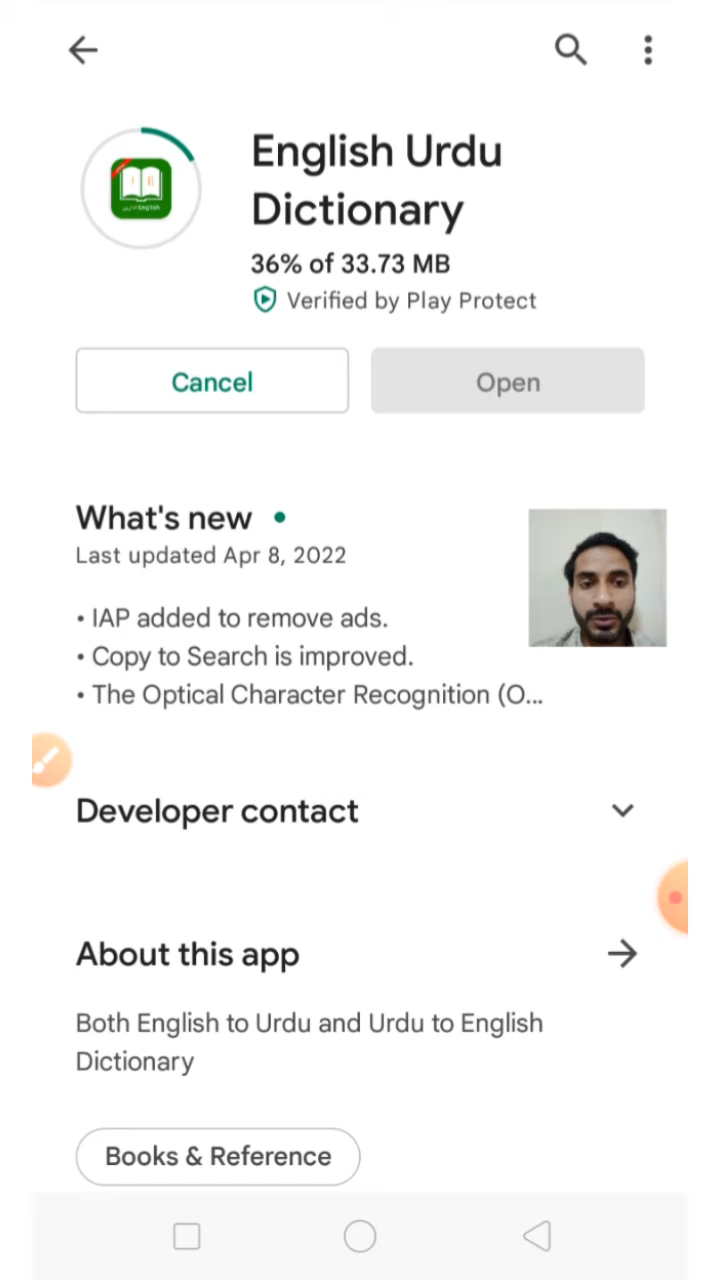 English Urdu
Dictionary
36% of 33.73 MB
Verified by Play Protect
Cancel
Open
What's new
Last updated Apr 8, 2022
• IAP added to remove ads.
• Copy to Search is improved.
• The Optical Character Recognition (O...
Developer contact
About this app
Both English to Urdu and Urdu to English
Dictionary
Books & Reference